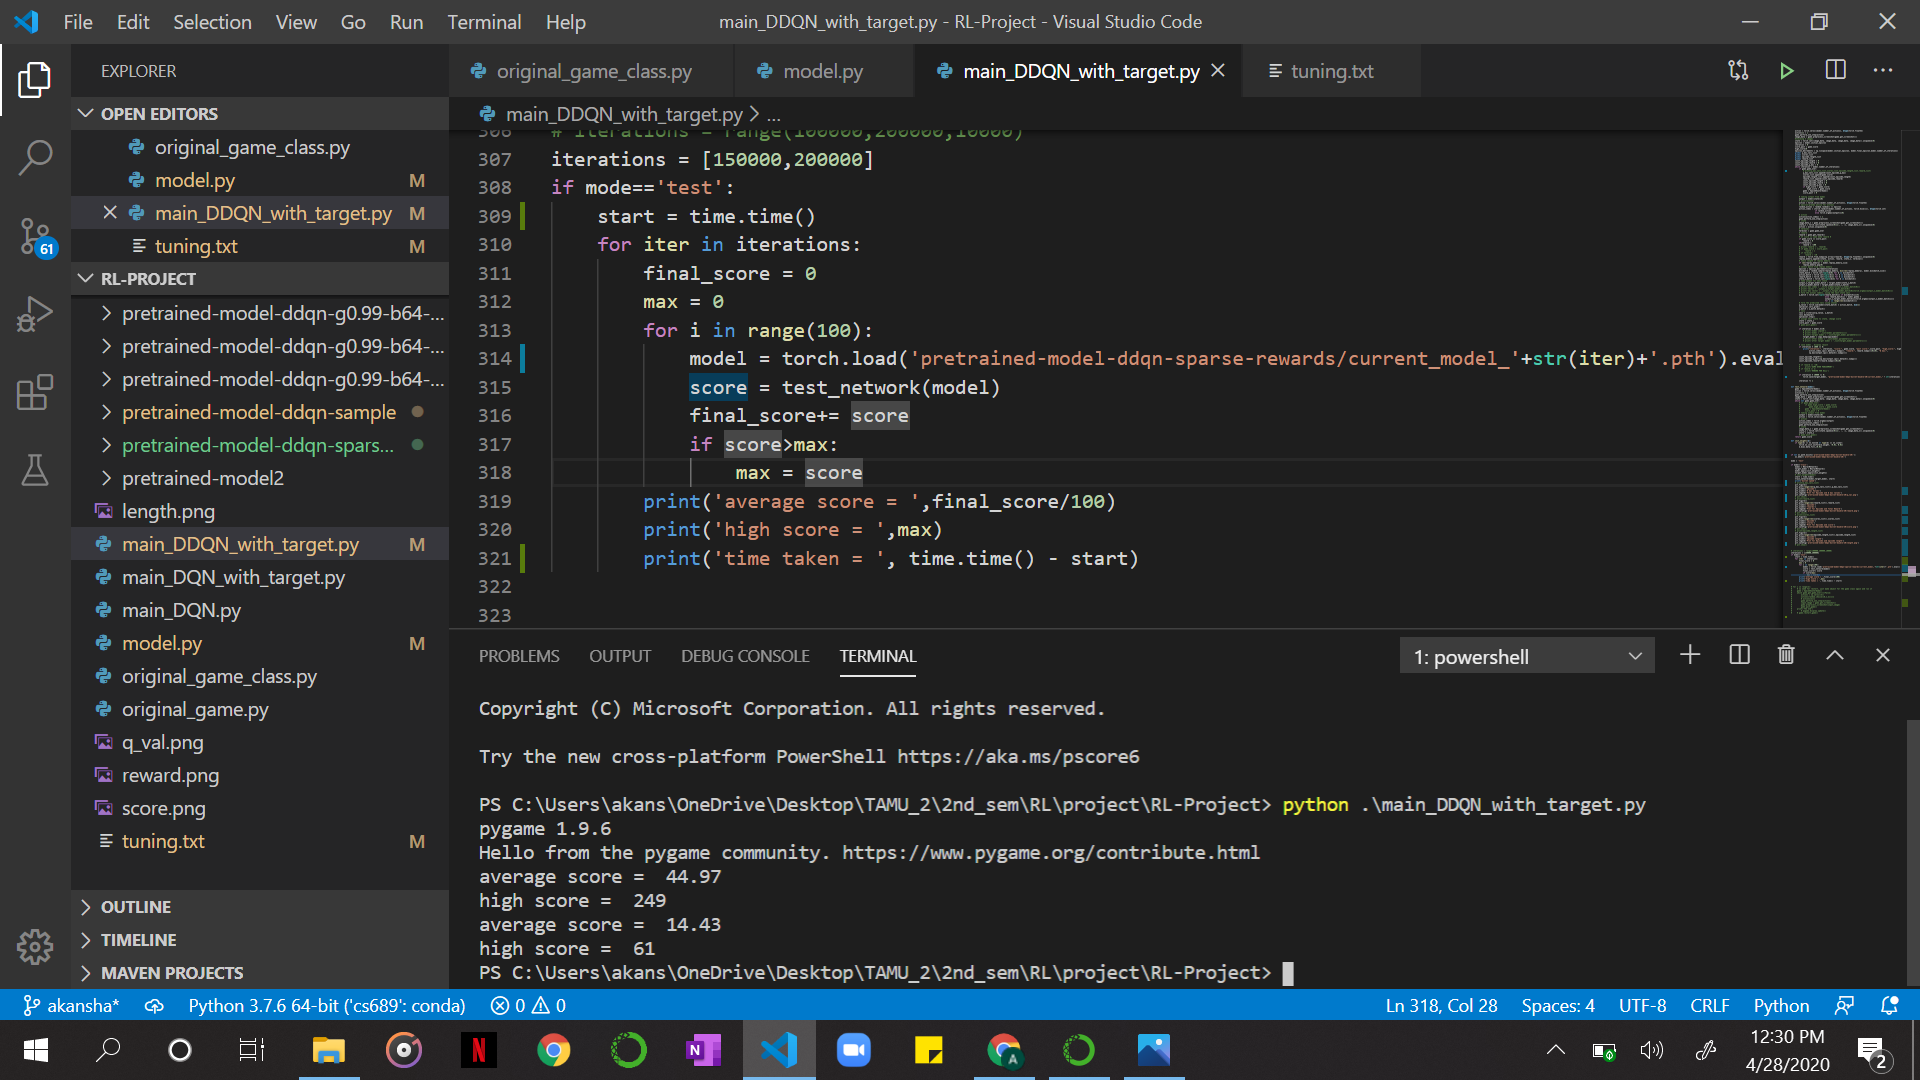 File Edit Selection View Go Run Terminal Help
main_DDQN_with_target.py - RL-Project - Visual Studio Code
EXPLORER
OPEN EDITORS
original_game_class.py
model.py M
main_DDQN_with_target.py M
tuning.txt M
61
RL-PROJECT
pretrained-model-ddqn-g0.99-b64-...
pretrained-model-ddqn-g0.99-b64-...
pretrained-model-ddqn-g0.99-b64-...
pretrained-model-ddqn-sample
pretrained-model-ddqn-spars...
pretrained-model2
length.png
main_DDQN_with_target.py M
main_DQN_with_target.py
main_DQN.py
model.py M
original_game_class.py
original_game.py
q_val.png
reward.png
score.png
tuning.txt M
OUTLINE
TIMELINE
MAVEN PROJECTS
original_game_class.py model.py main_DDQN_with_target.py tuning.txt
main_DDQN_with_target.py > ...
306 # iterations = range(100000,200000,10000)
307 iterations = [150000,200000]
308 if mode=='test':
309 start = time.time()
310 for iter in iterations:
311 final_score = 0
312 max = 0
313 for i in range(100):
314 model = torch.load('pretrained-model-ddqn-sparse-rewards/current_model_'+str(iter)+'.pth').eval
315 score = test_network(model)
316 final_score+= score
317 if score>max:
318 max = score
319 print('average score = ',final_score/100)
320 print('high score = ',max)
321 print('time taken = ', time.time() - start)
322
323
PROBLEMS OUTPUT DEBUG CONSOLE TERMINAL
1: powershell
Copyright (C) Microsoft Corporation. All rights reserved.
Try the new cross-platform PowerShell https://aka.ms/pscore6
PS C:\Users\akans\OneDrive\Desktop\TAMU_2\2nd_sem\RL\project\RL-Project> python .\main_DDQN_with_target.py
pygame 1.9.6
Hello from the pygame community. https://www.pygame.org/contribute.html
average score =  44.97
high score =  249
average score =  14.43
high score =  61
PS C:\Users\akans\OneDrive\Desktop\TAMU_2\2nd_sem\RL\project\RL-Project>
akansha* Python 3.7.6 64-bit ('cs689': conda) 0 0
Ln 318, Col 28 Spaces: 4 UTF-8 CRLF Python
N
N
A
12:30 PM
4/28/2020
2